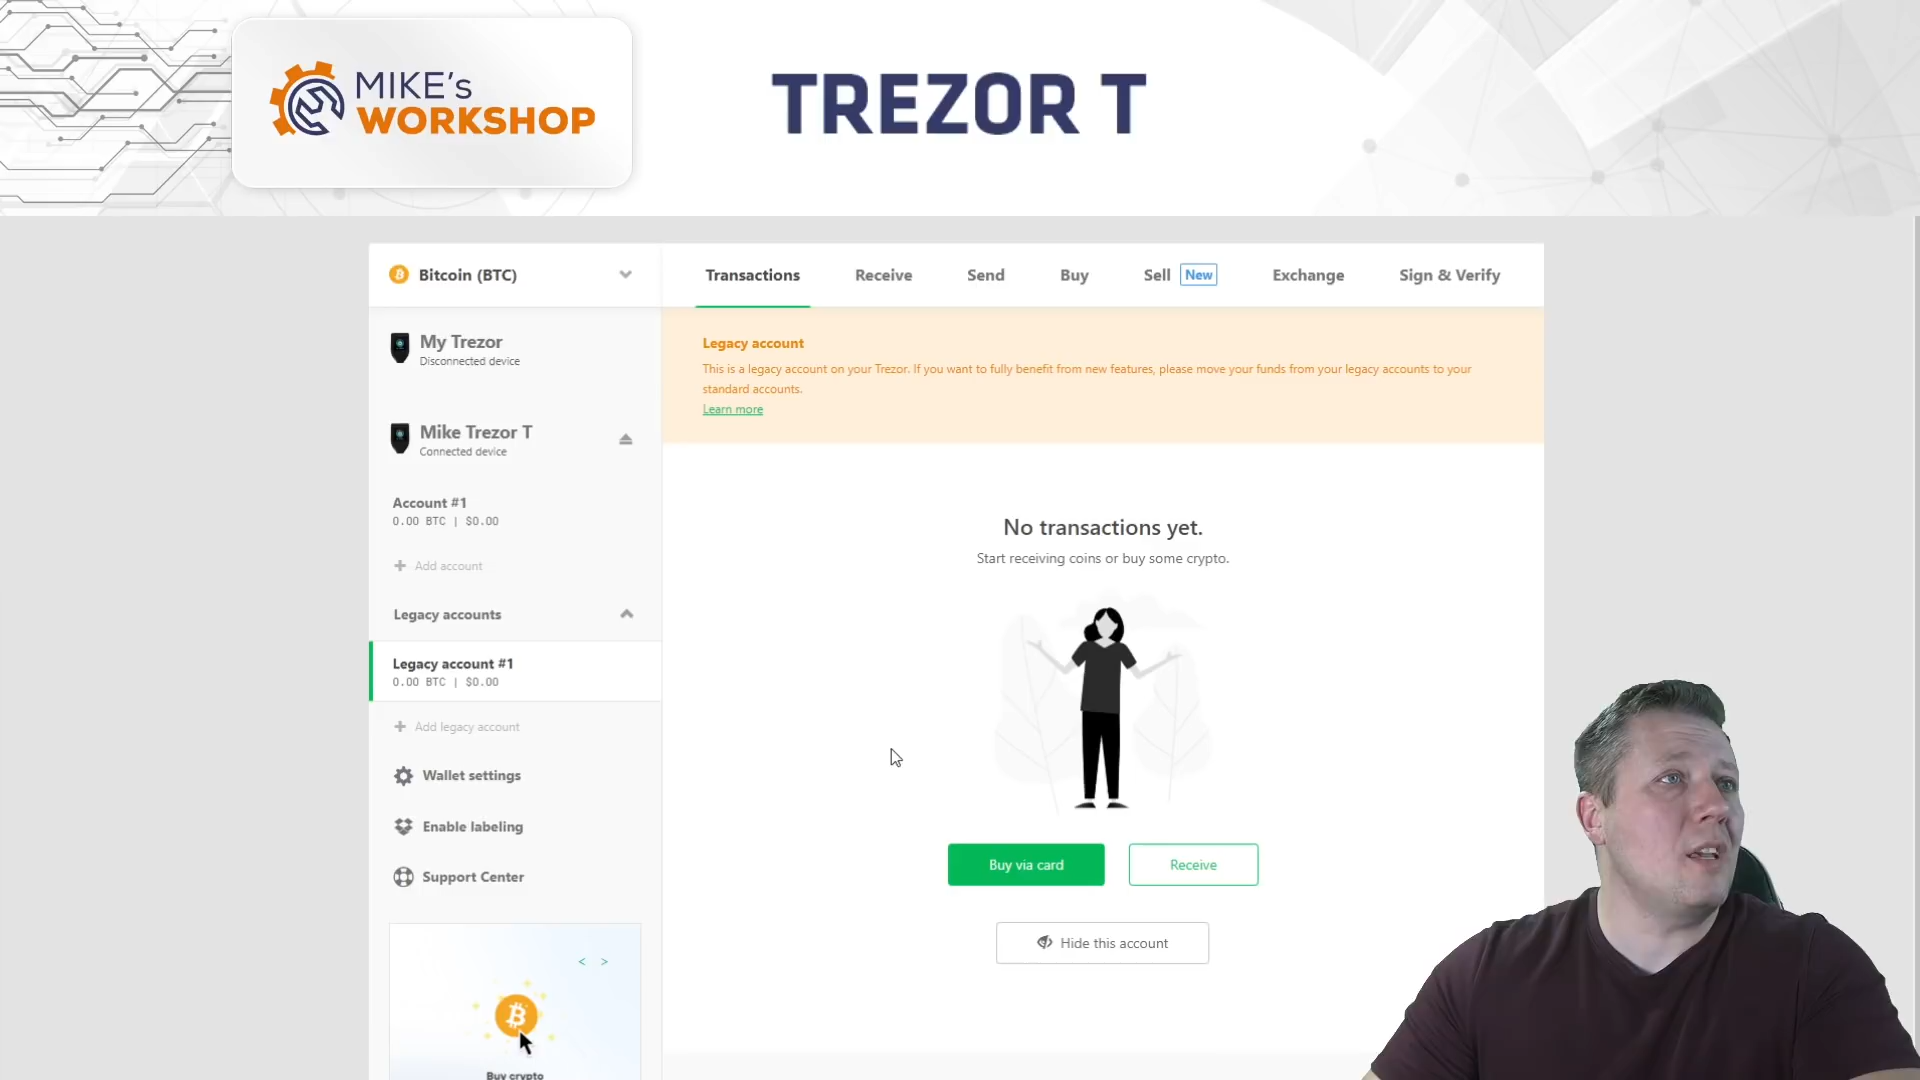 MIKE's
WORKSHOP
TREZOR T
Bitcoin (BTC)
Transactions
Receive
Send
Buy
Sell
New
Exchange
Sign & Verify
My Trezor
Disconnected device
Mike Trezor T
Connected device
Account #1
0.00 BTC | $0.00
Add account
Legacy accounts
Legacy account #1
0.00 BTC | $0.00
Add legacy account
Wallet settings
Enable labeling
Support Center
< >
Buy crypto
Legacy account
This is a legacy account on your Trezor. If you want to fully benefit from new features, please move your funds from your legacy accounts to your
standard accounts.
Learn more
No transactions yet.
Start receiving coins or buy some crypto.
Buy via card
Receive
Hide this account